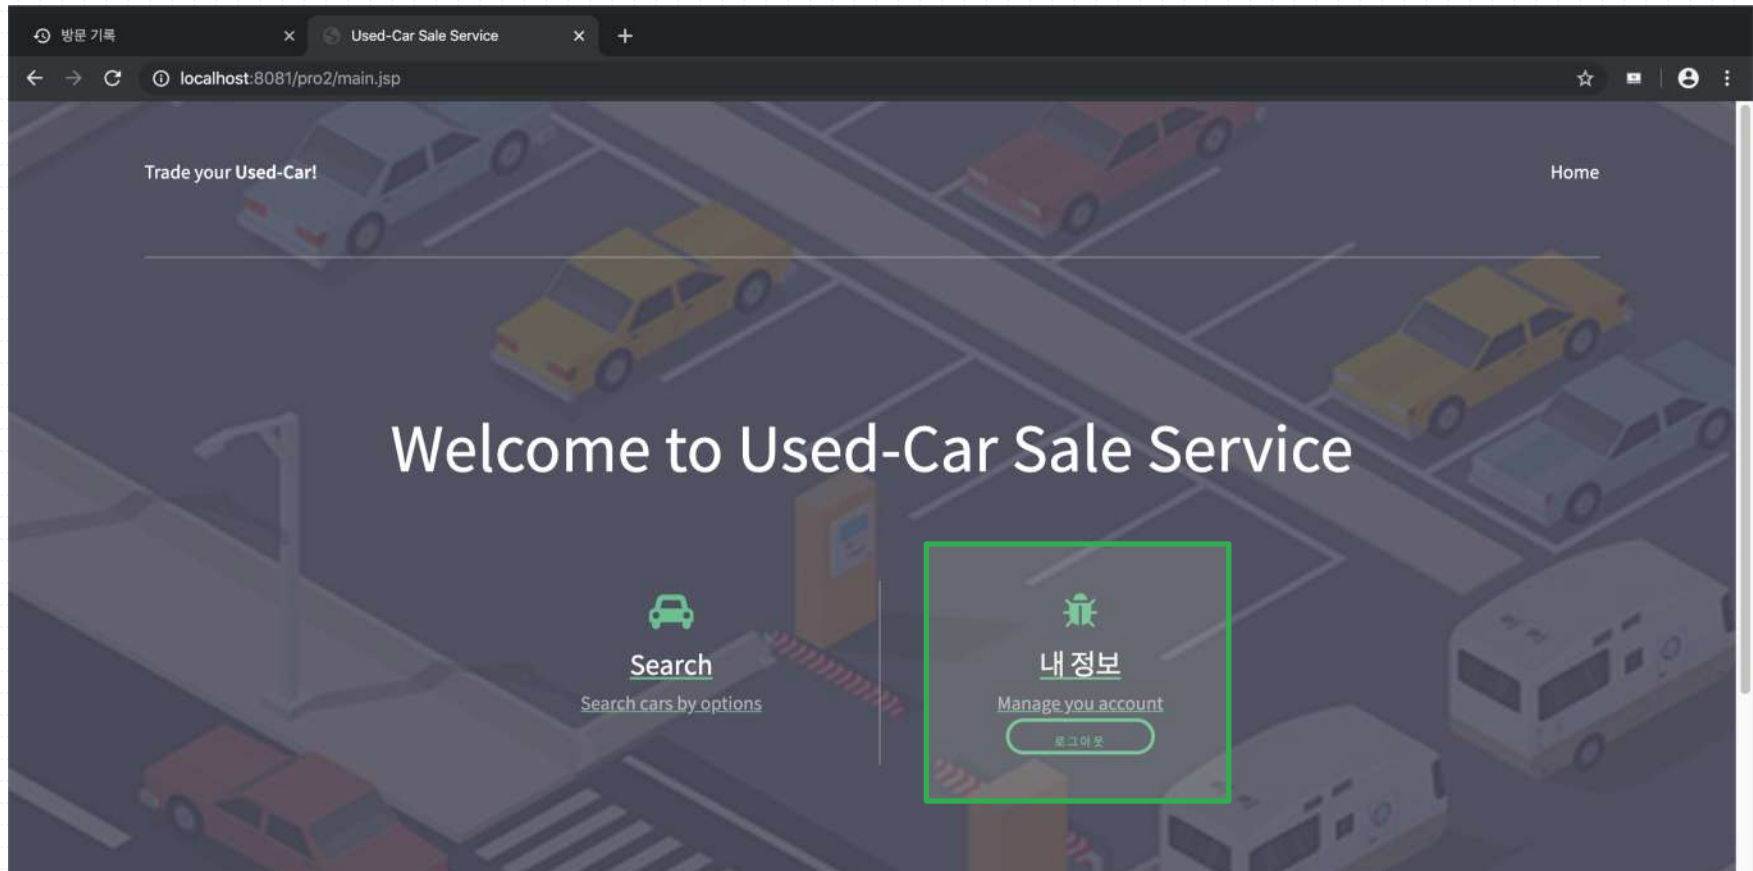 방문 기록
Used-Car Sale Service
localhost:8081/pro2/main.jsp
Trade your Used-Car!
Home
Welcome to Used-Car Sale Service
Search
Search cars by options
내 정보
Manage you account
로그아웃